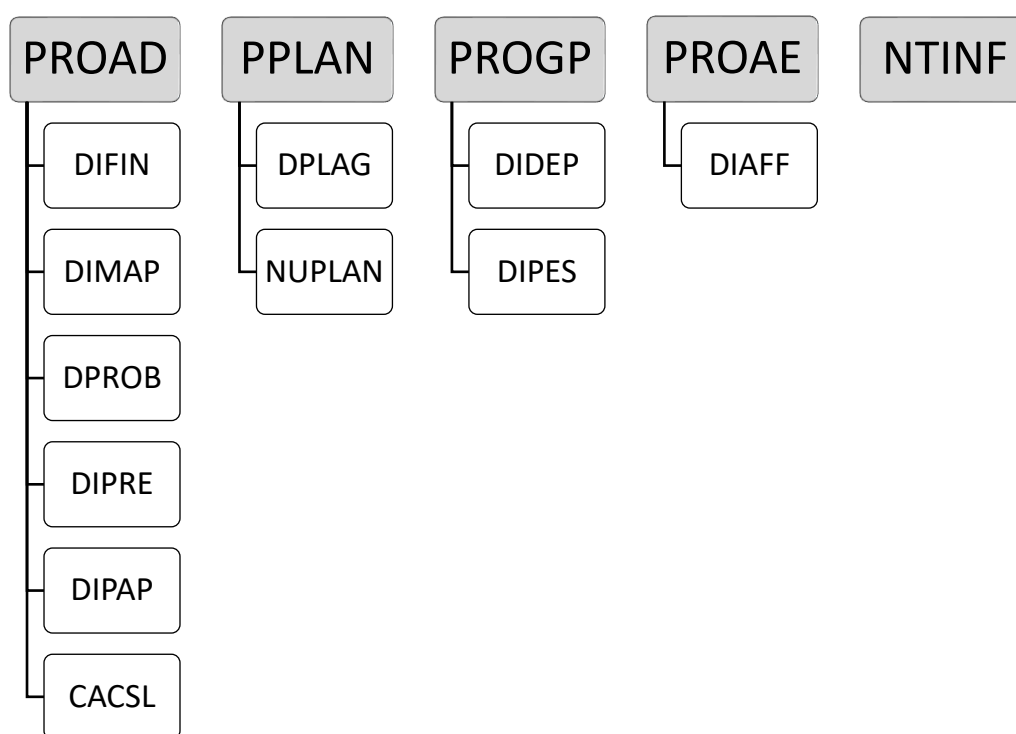 PROAD
DIFIN
DIMAP
DPROB
DIPRE
DIPAP
CACSL
PPLAN
DPLAG
NUPLAN
PROGP
DIDEP
DIPES
PROAE
DIAFF
NTINF